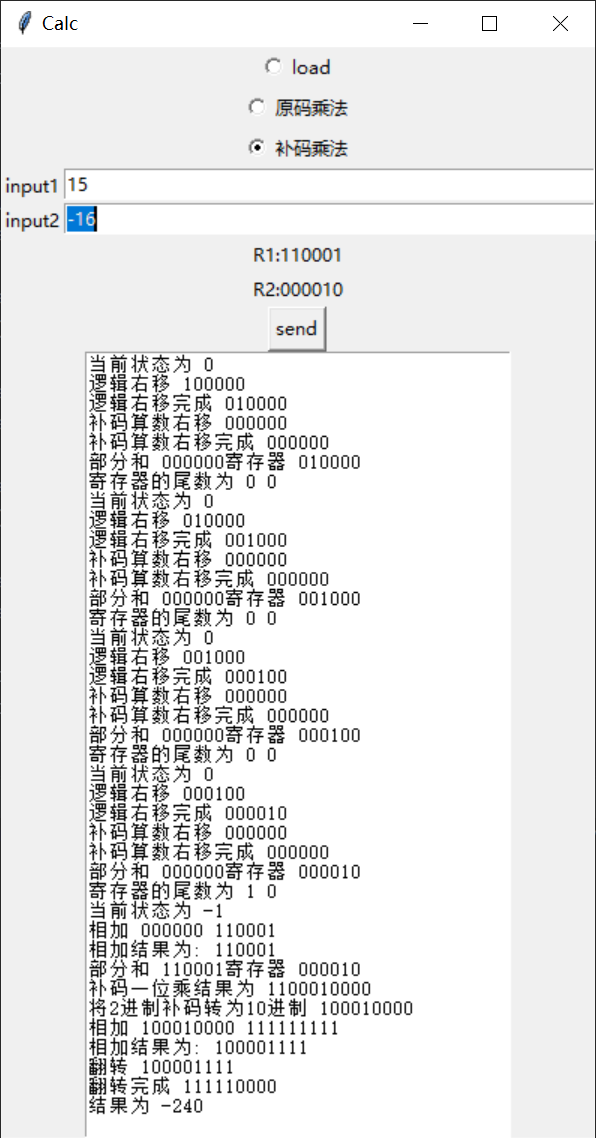 Calc
load
原码乘法
补码乘法
input1 15
input2 -16
R1:110001
R2:000010
send
当前状态为 0
逻辑右移 100000
逻辑右移完成 010000
补码算数右移 000000
补码算数右移完成 000000
部分和 000000寄存器 010000
寄存器的尾数为 0 0
当前状态为 0
逻辑右移 010000
逻辑右移完成 001000
补码算数右移 000000
补码算数右移完成 000000
部分和 000000寄存器 001000
寄存器的尾数为 0 0
当前状态为 0
逻辑右移 001000
逻辑右移完成 000100
补码算数右移 000000
补码算数右移完成 000000
部分和 000000寄存器 000100
寄存器的尾数为 0 0
当前状态为 0
逻辑右移 000100
逻辑右移完成 000010
补码算数右移 000000
补码算数右移完成 000000
部分和 000000寄存器 000010
寄存器的尾数为 1 0
当前状态为 -1
相加 000000 110001
相加结果为: 110001
部分和 110001寄存器 000010
补码一位乘结果为 1100010000
将2进制补码转为10进制 100010000
相加 100010000 111111111
相加结果为: 100001111
翻转 100001111
翻转完成 111110000
结果为 -240